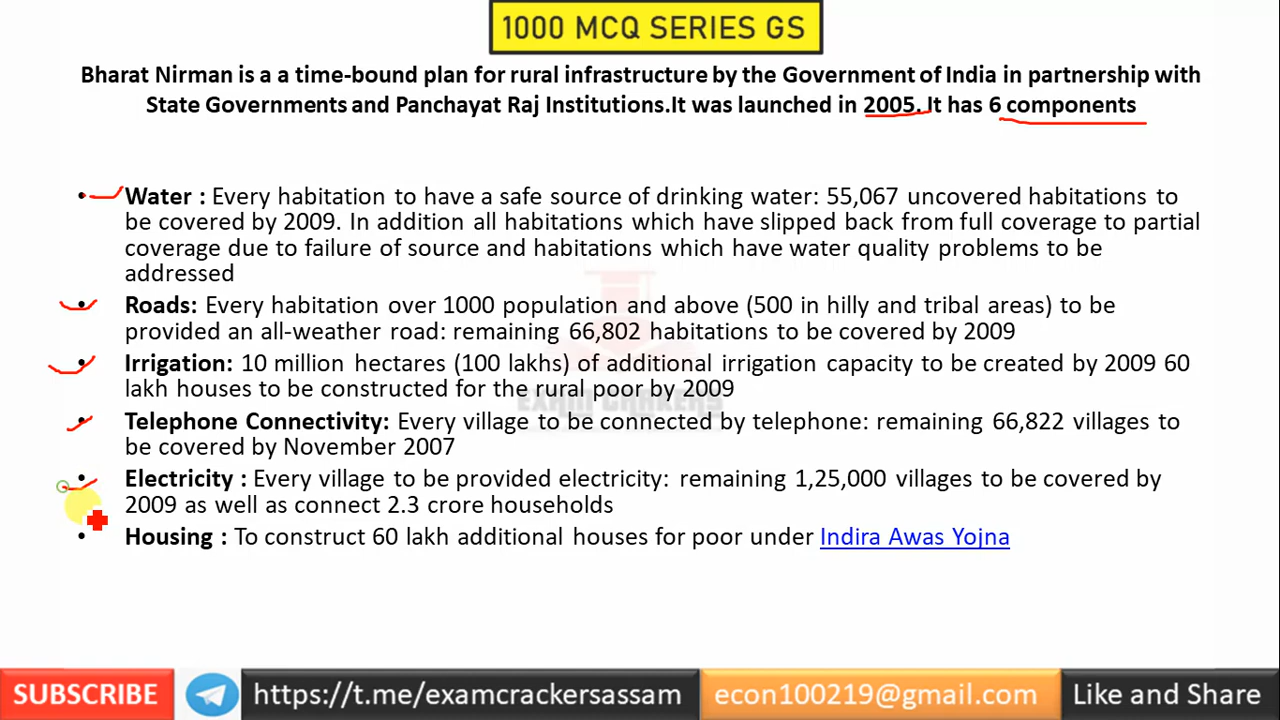 1000 MCQ SERIES GS
Bharat Nirman is a a time-bound plan for rural infrastructure by the Government of India in partnership with
State Governments and Panchayat Raj Institutions.It was launched in 2005. It has 6 components
• Water : Every habitation to have a safe source of drinking water: 55,067 uncovered habitations to
be covered by 2009. In addition all habitations which have slipped back from full coverage to partial
coverage due to failure of source and habitations which have water quality problems to be
addressed
• Roads: Every habitation over 1000 population and above (500 in hilly and tribal areas) to be
provided an all-weather road: remaining 66,802 habitations to be covered by 2009
• Irrigation: 10 million hectares (100 lakhs) of additional irrigation capacity to be created by 2009 60
lakh houses to be constructed for the rural poor by 2009
EXAM CRAKERS
• Telephone Connectivity: Every village to be connected by telephone: remaining 66,822 villages to
be covered by November 2007
• Electricity : Every village to be provided electricity: remaining 1,25,000 villages to be covered by
2009 as well as connect 2.3 crore households
• Housing : To construct 60 lakh additional houses for poor under Indira Awas Yojna
SUBSCRIBE https://t.me/examcrackersassam econ100219@gmail.com Like and Share